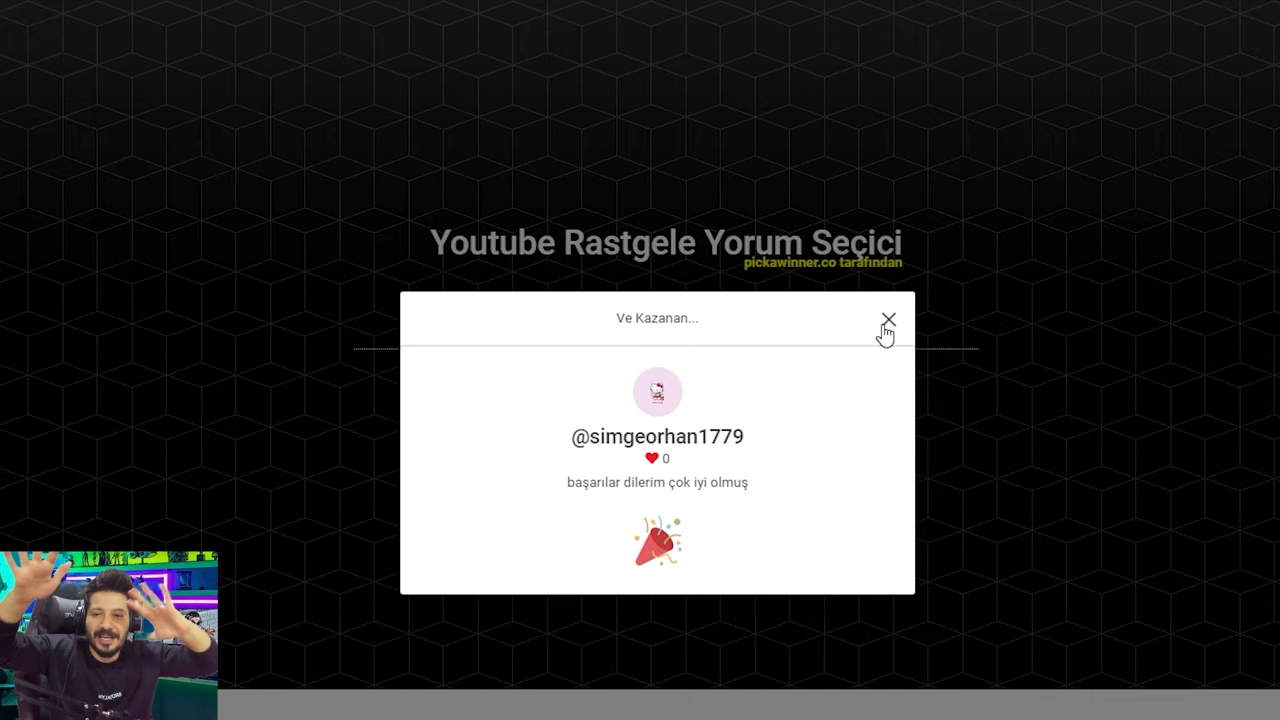 Youtube Rastgele Yorum Seçici
pickawinner.co tarafından
Ve Kazanan...
@simgeorhan1779
0
başarılar dilerim çok iyi olmuş